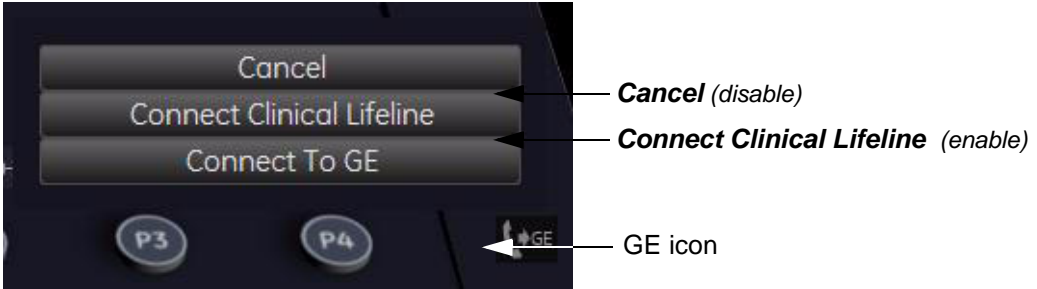 Cancel
Connect Clinical Lifeline
Connect To GE
Cancel (disable)
Connect Clinical Lifeline (enable)
P3
P4
GE
GE icon